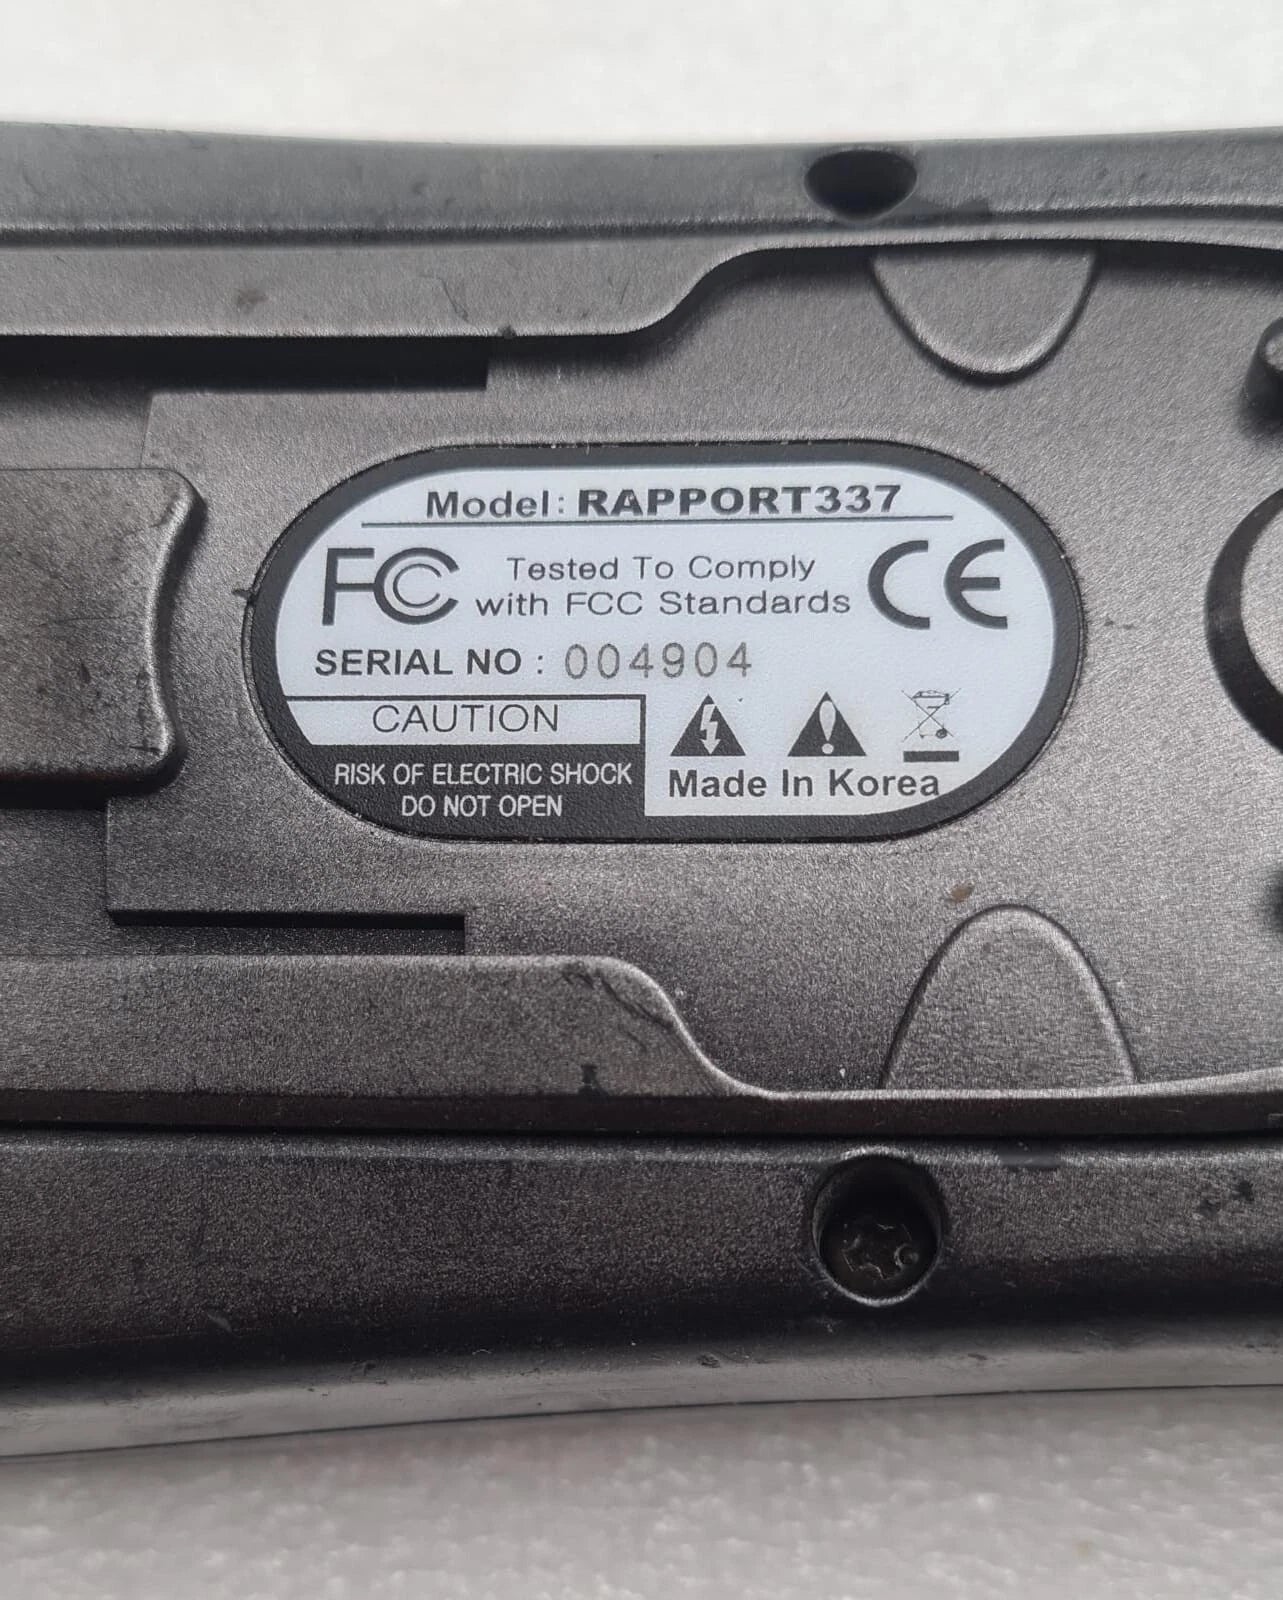 Model: RAPPORT337
FC Tested To Comply
with FCC Standards CE
SERIAL NO : 004904
CAUTION
RISK OF ELECTRIC SHOCK
DO NOT OPEN
Made In Korea